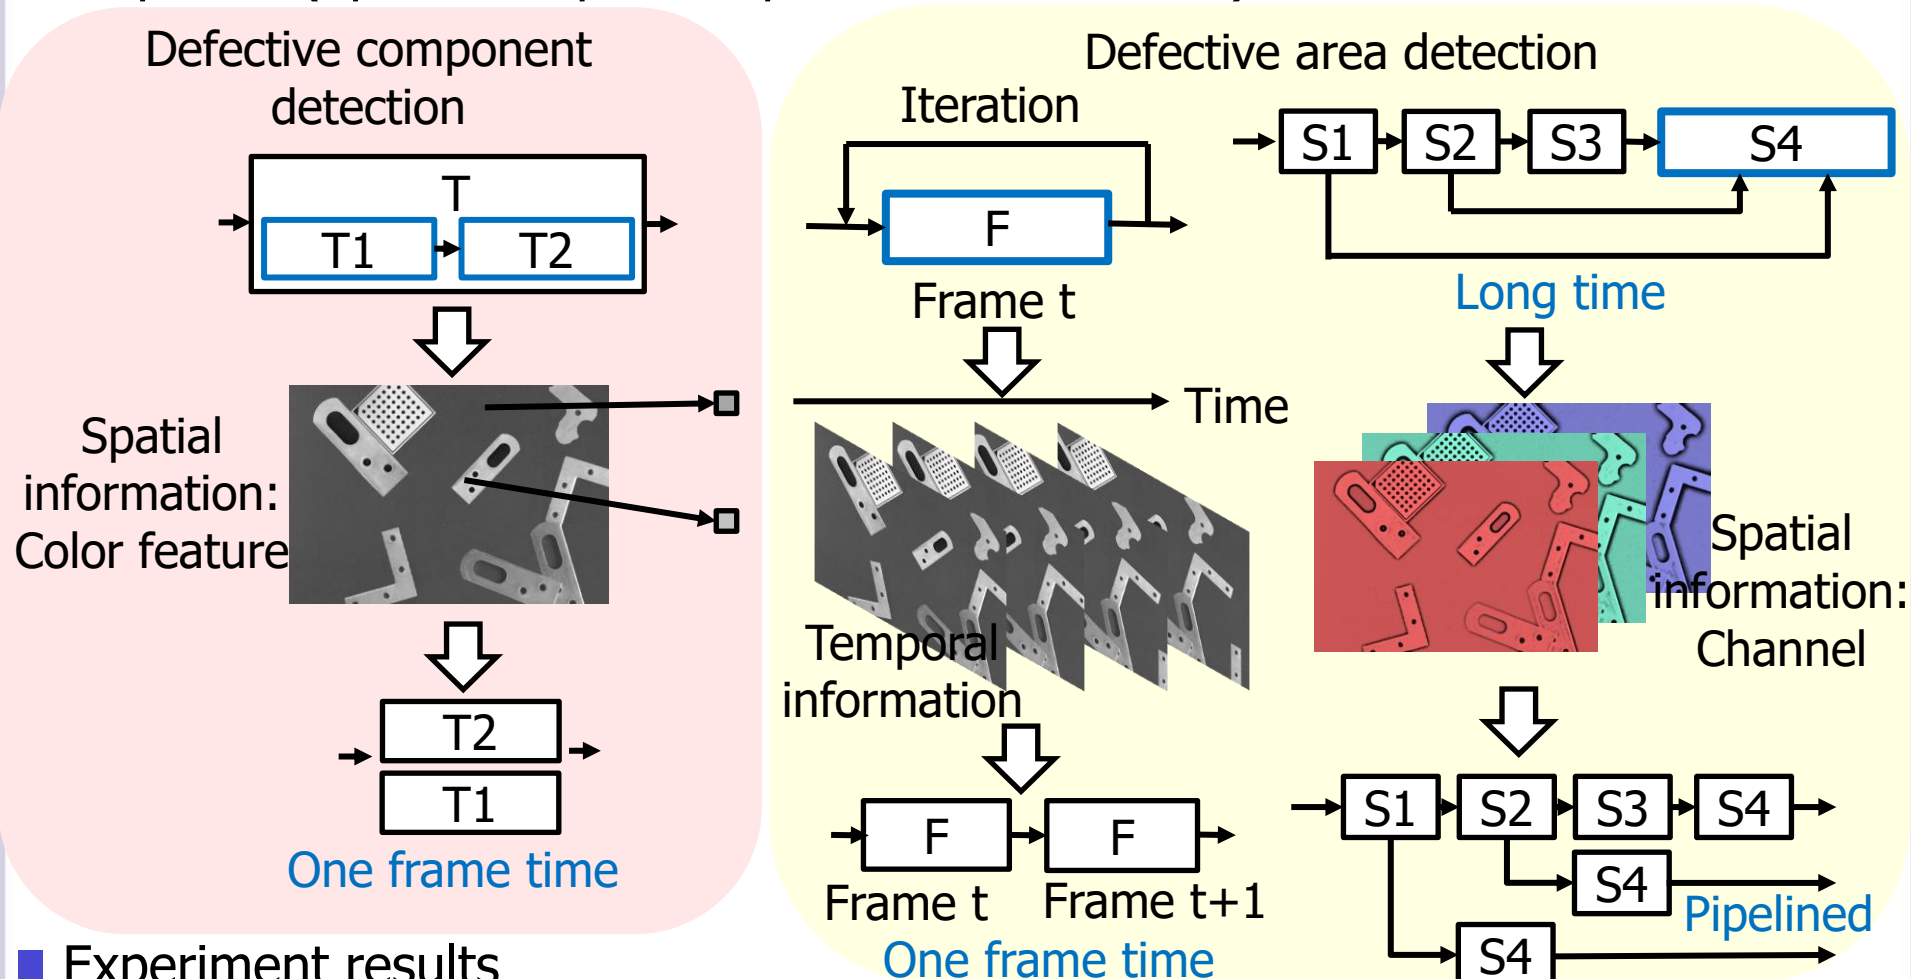 Defective component
detection
T
T1
T2
Spatial
information:
Color feature
T2
T1
One frame time
Defective area detection
Iteration
F
Frame t
Time
Temporal
information
F
F
Frame t
Frame t+1
One frame time
S1
S2
S3
S4
Long time
Spatial
information:
Channel
S1
S2
S3
S4
S4
Pipelined
S4
Experiment results